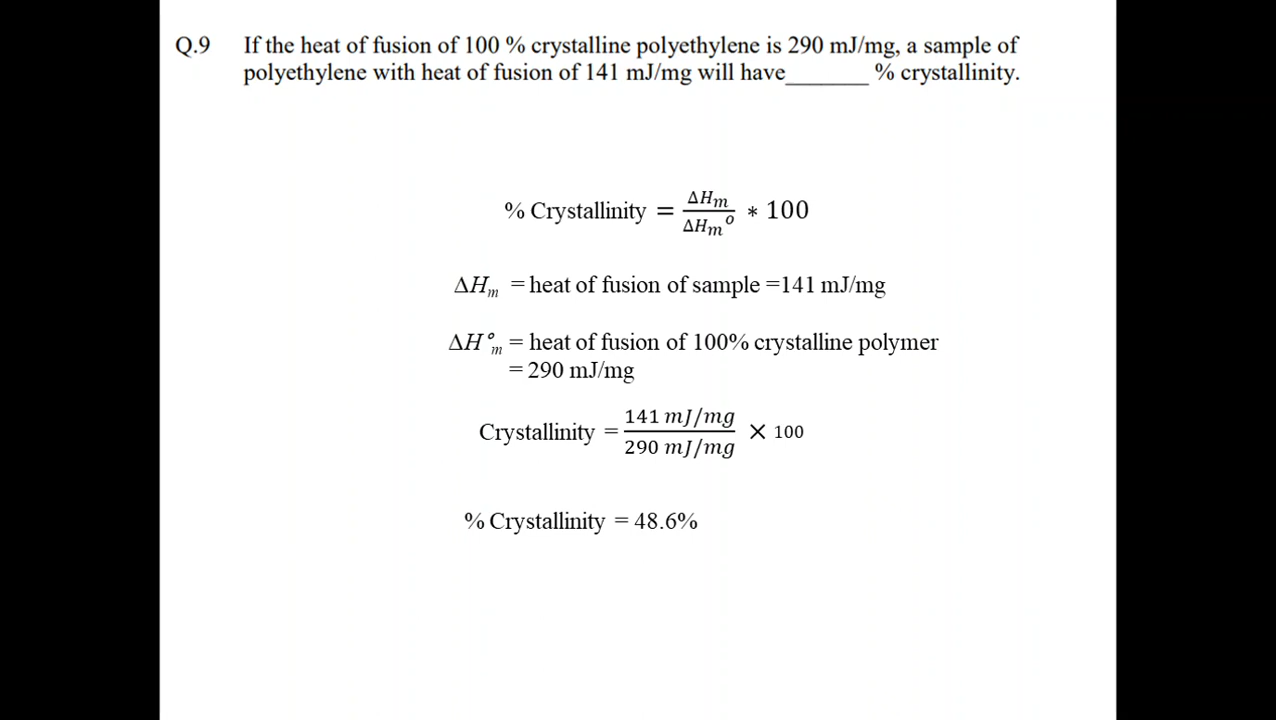 Q.9 If the heat of fusion of 100 % crystalline polyethylene is 290 mJ/mg, a sample of
polyethylene with heat of fusion of 141 mJ/mg will have_______ % crystallinity.
% Crystallinity = ΔHm/ΔHm° * 100
ΔHm = heat of fusion of sample =141 mJ/mg
ΔH°m = heat of fusion of 100% crystalline polymer
= 290 mJ/mg
Crystallinity = 141 mJ/mg / 290 mJ/mg × 100
% Crystallinity = 48.6%